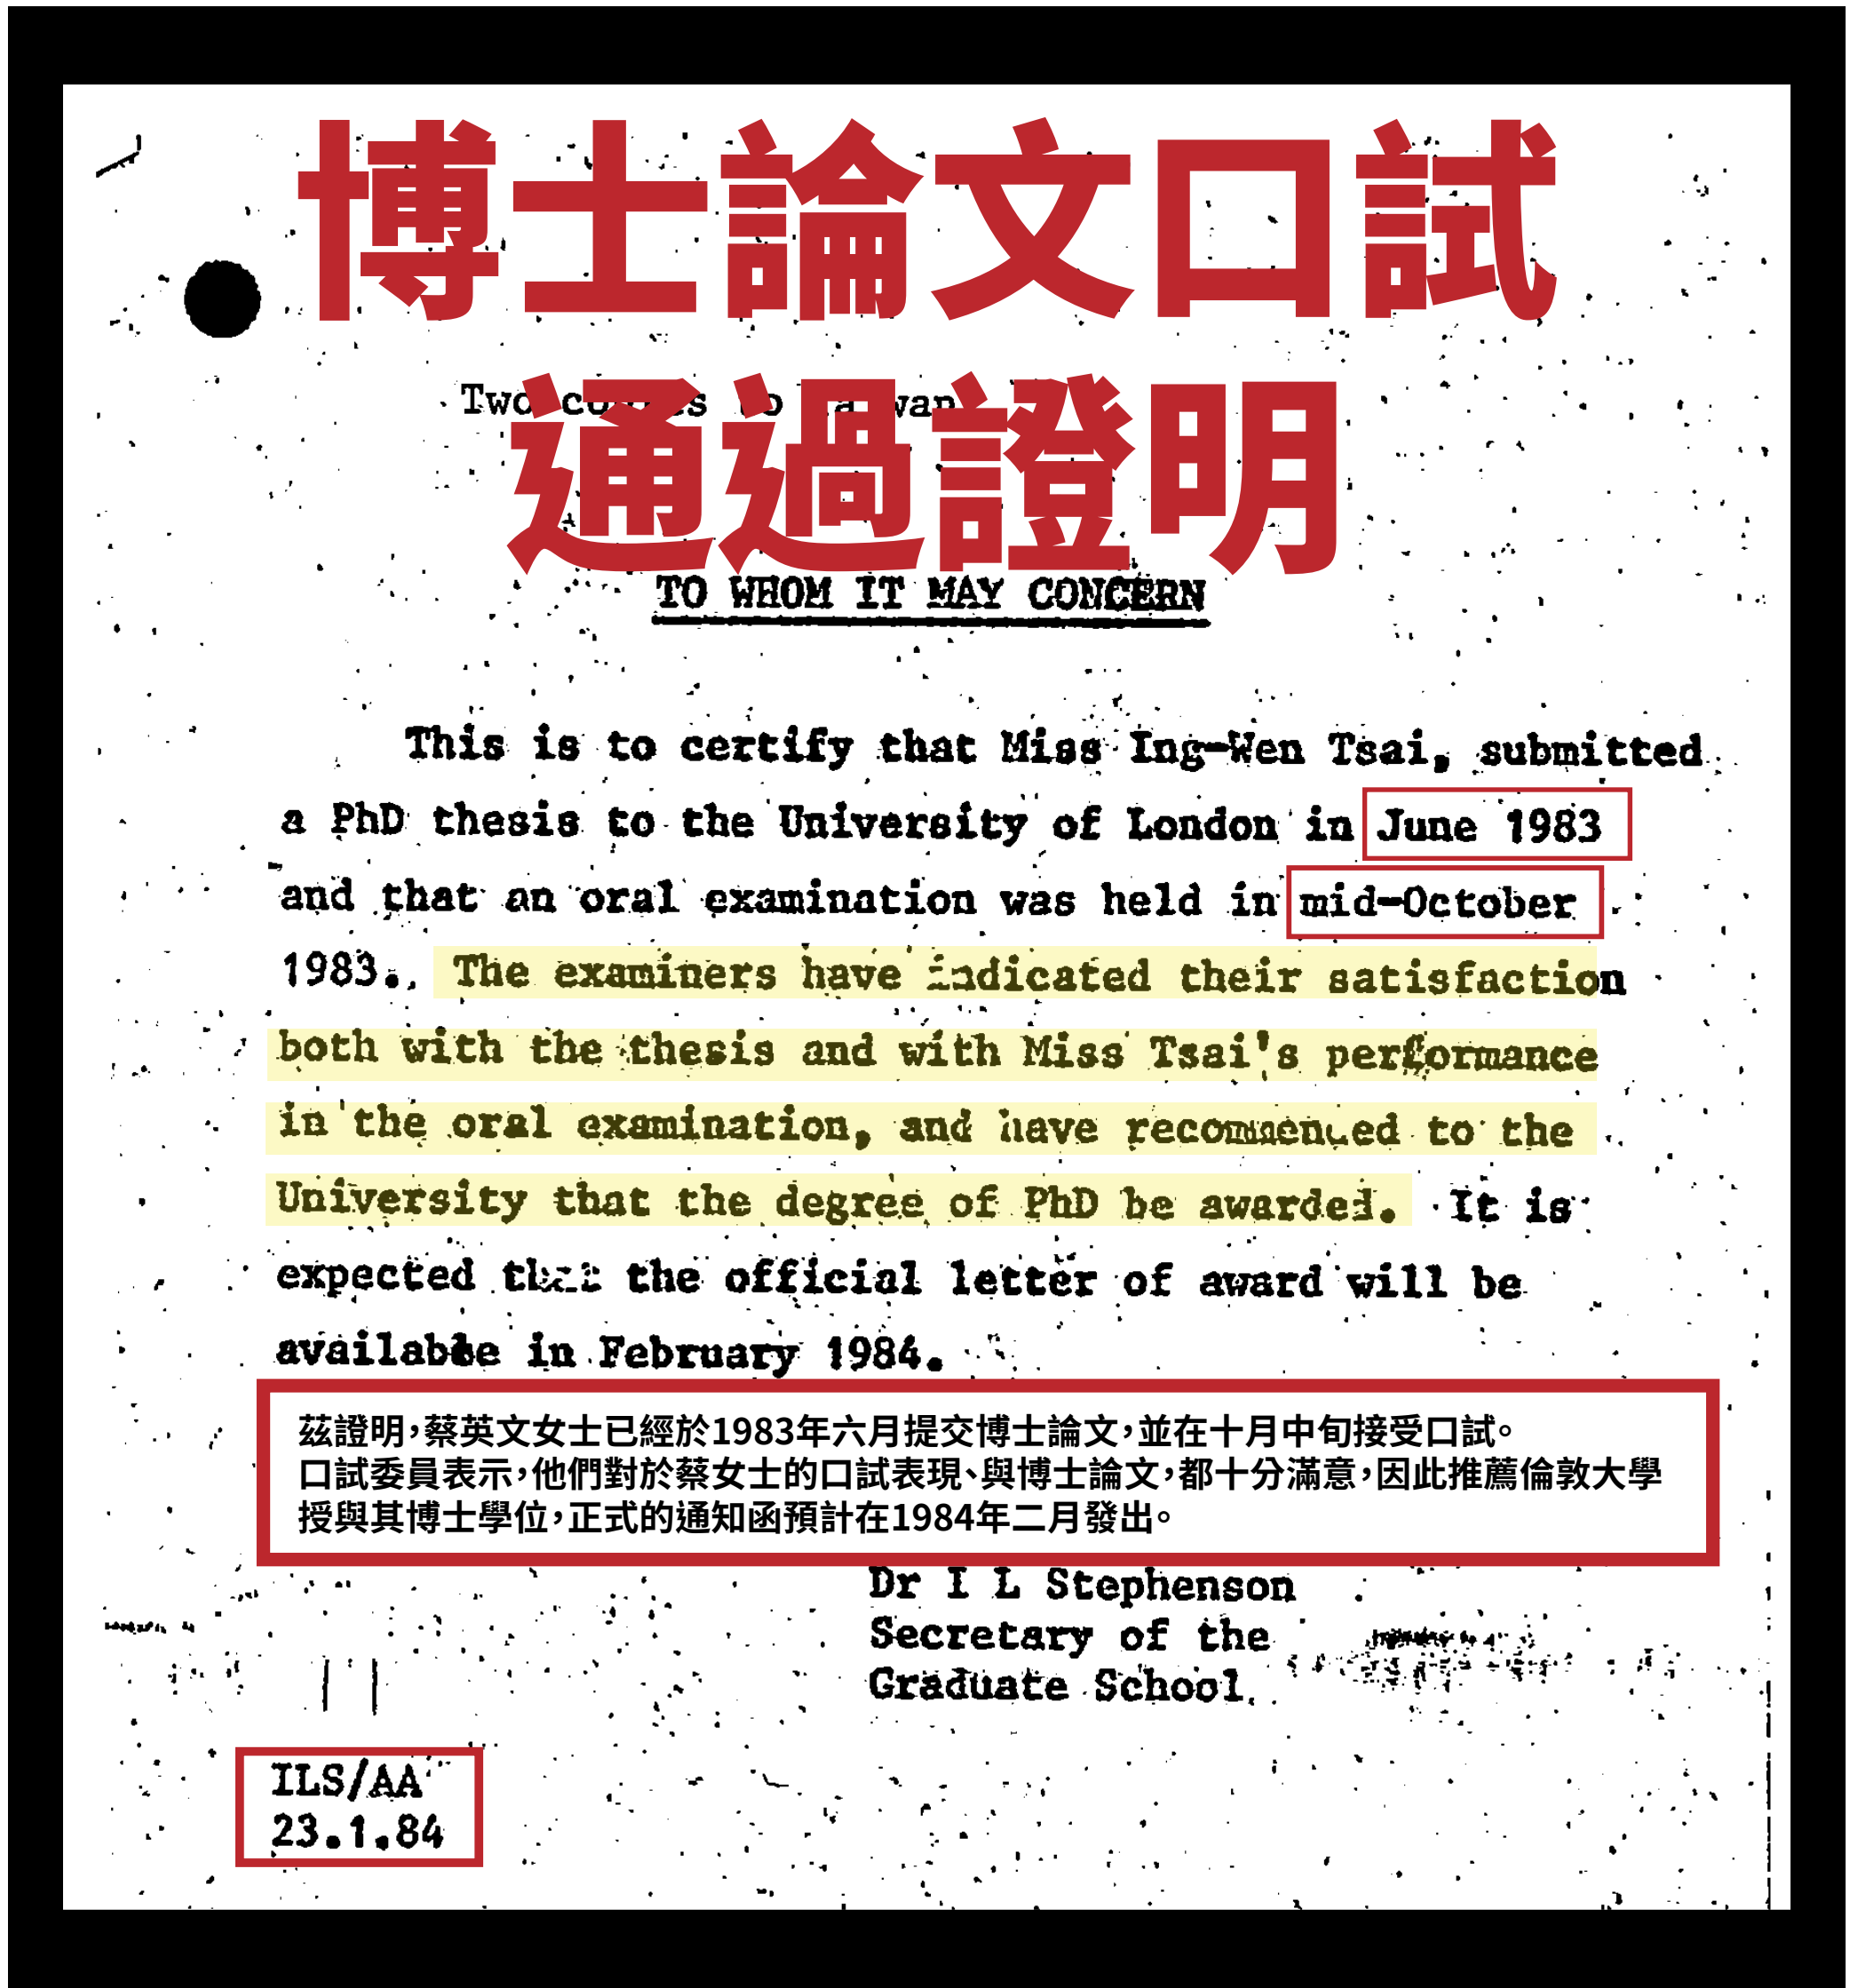 博士論文口試
通過證明
Two to
TO WHOM IT MAY CONCERN
This is to certify that Miss Ing-Wen Tsai, submitted
a PhD thesis to the University of London in June 1983
and that an oral examination was held in mid-October
1983. The examiners have indicated their satisfaction
both with the thesis and with Miss Tsai's performance
in the oral examination, and have recommended to the
University that the degree of PhD be awarded. It is
expected that the official letter of award will be
available in February 1984.
茲證明,蔡英文女士已經於1983年六月提交博士論文,並在十月中旬接受口試。
口試委員表示,他們對於蔡女士的口試表現、與博士論文,都十分滿意,因此推薦倫敦大學
授與其博士學位,正式的通知函預計在1984年二月發出。
Dr I L Stephenson
Secretary of the
Graduate School
ILS/AA
23.1.84